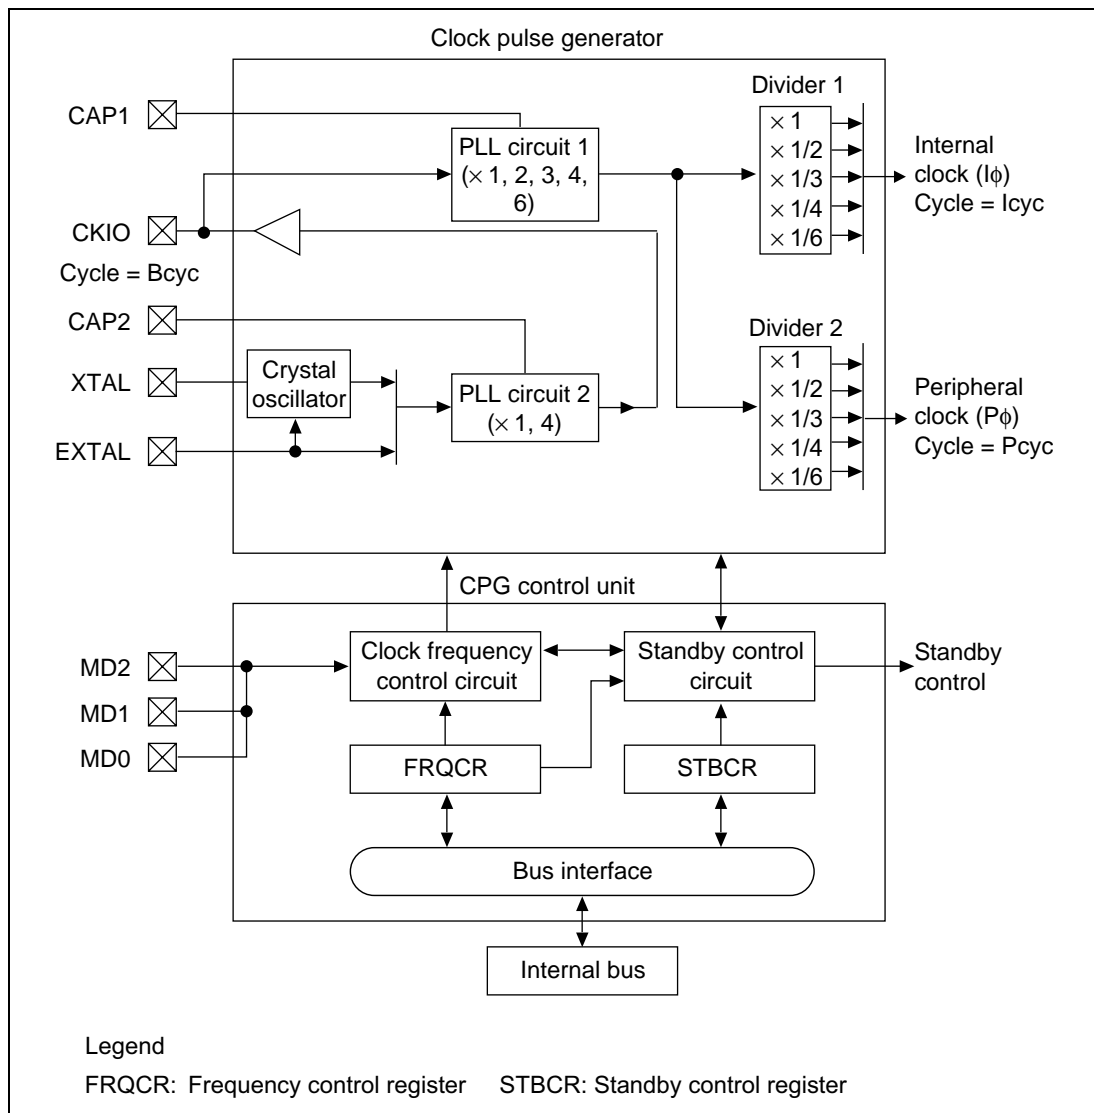 Clock pulse generator
CAP1
CKIO
Cycle = Bcyc
CAP2
XTAL
EXTAL
PLL circuit 1
(× 1, 2, 3, 4,
6)
Crystal
oscillator
PLL circuit 2
(× 1, 4)
Divider 1
× 1
× 1/2
× 1/3
× 1/4
× 1/6
Internal
clock (Iϕ)
Cycle = Icyc
Divider 2
× 1
× 1/2
× 1/3
× 1/4
× 1/6
Peripheral
clock (Pϕ)
Cycle = Pcyc
CPG control unit
MD2
MD1
MD0
Clock frequency
control circuit
Standby control
circuit
Standby
control
FRQCR
STBCR
Bus interface
Internal bus
Legend
FRQCR: Frequency control register STBCR: Standby control register